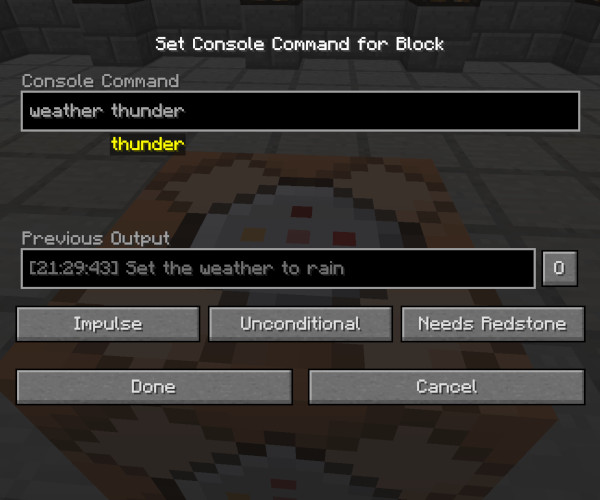 Set Console Command for Block
Console Command
weather thunder
thunder
Previous Output
[21:29:43] Set the weather to rain
O
Impulse
Unconditional
Needs Redstone
Done
Cancel